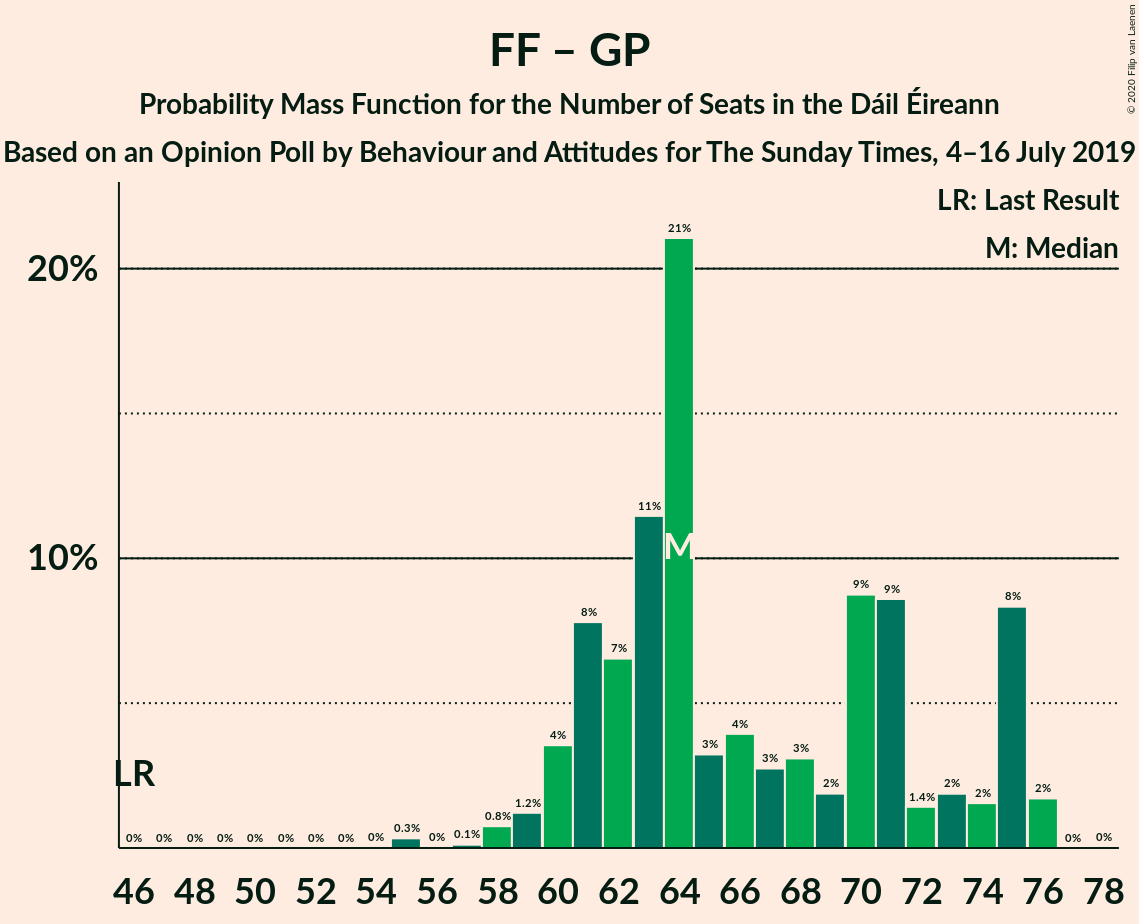 FF – GP
Probability Mass Function for the Number of Seats in the Dáil Éireann
Based on an Opinion Poll by Behaviour and Attitudes for The Sunday Times, 4–16 July 2019
© 2020 Filip van Laenen
LR: Last Result
M: Median
21%
20%
11%
M
10%
9%
9%
8%
8%
7%
4%
4%
3%
3%
3%
2%
1.4%
2%
2%
2%
LR
0% 0% 0% 0% 0% 0% 0% 0% 0% 0.3% 0% 0.1% 0.8% 1.2% 0% 0%
46 48 50 52 54 56 58 60 62 64 66 68 70 72 74 76 78